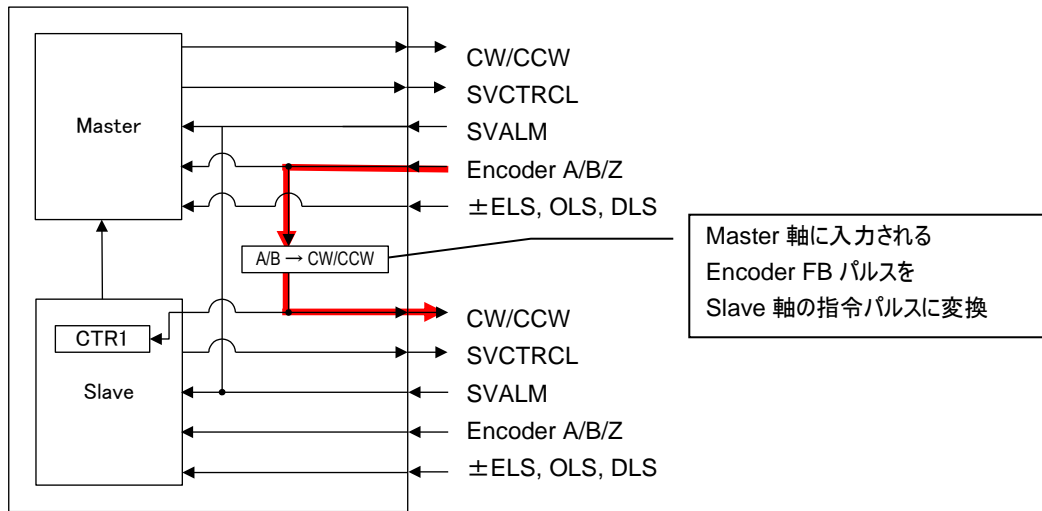 Master
CW/CCW
SVCTRCL
SVALM
Encoder A/B/Z
±ELS, OLS, DLS
A/B → CW/CCW
Master 軸に入力される
Encoder FB パルスを
Slave 軸の指令パルスに変換
CTR1
Slave
CW/CCW
SVCTRCL
SVALM
Encoder A/B/Z
±ELS, OLS, DLS